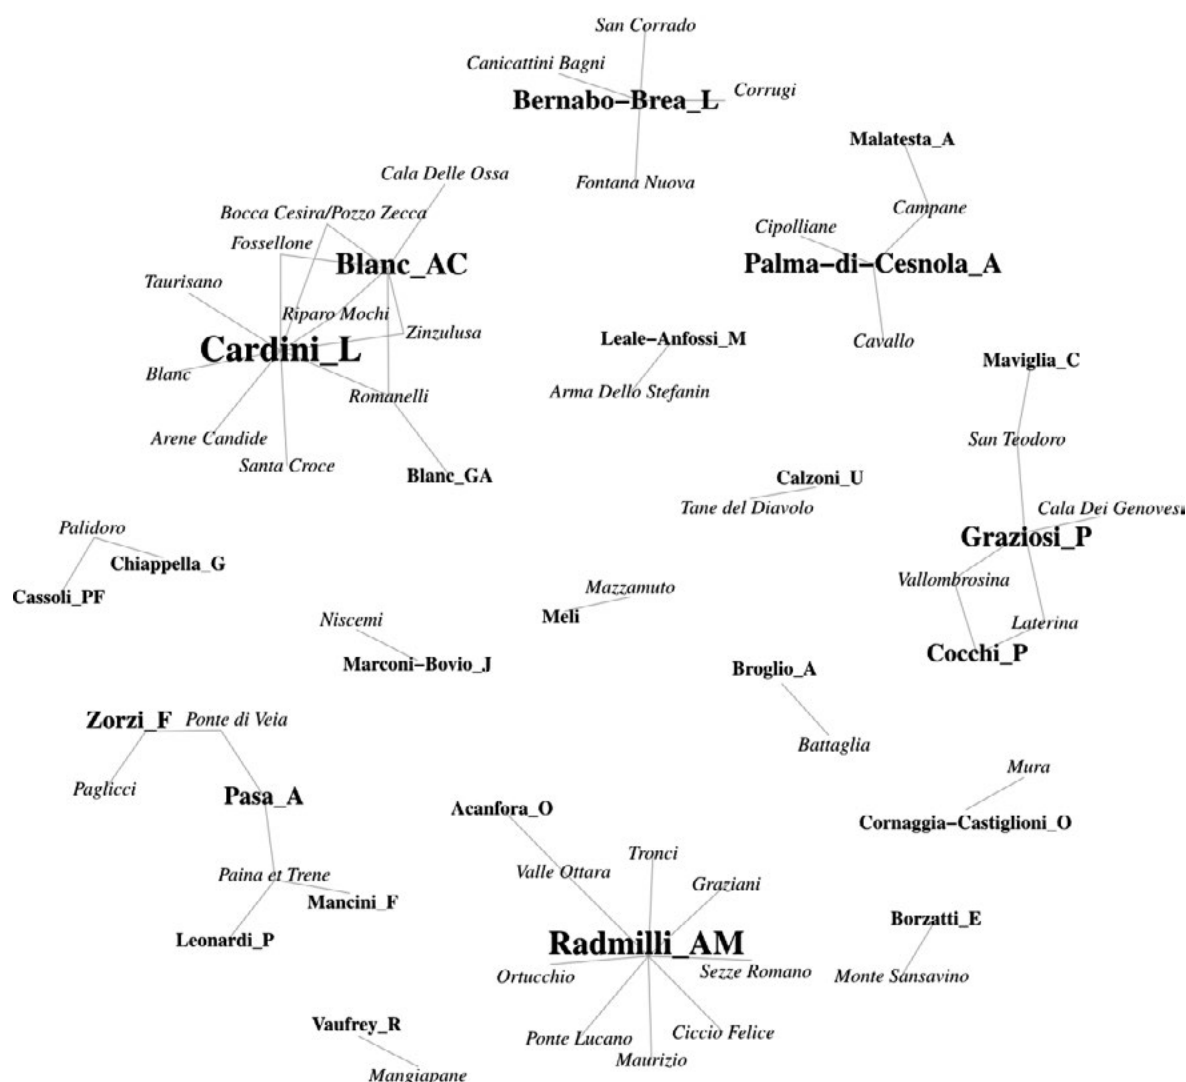 San Corrado
Canicattini Bagni
Corrugi
Bernabo-Brea_L
Malatesta_A
Cala Delle Ossa
Fontana Nuova
Bocca Cesira/Pozzo Zecca
Campane
Cipolliane
Fossellone
Blanc_AC
Palma-di-Cesnola_A
Taurisano
Riparo Mochi
Zinzulusa
Leale-Anfossi_M
Cavallo
Cardini_L
Maviglia_C
Blanc
Romanelli
Arma Dello Stefanin
Arene Candide
San Teodoro
Santa Croce
Blanc_GA
Calzoni_U
Tane del Diavolo
Cala Dei Genovesi
Palidoro
Graziosi_P
Chiappella_G
Vallombrosina
Mazzamuto
Cassoli_PF
Meli
Niscemi
Laterina
Marconi-Bovio_J
Cocchi_P
Broglio_A
Zorzi_F
Ponte di Veia
Battaglia
Mura
Paglicci
Pasa_A
Acanfora_O
Cornaggia-Castiglioni_O
Tronci
Paina et Trene
Valle Ottara
Graziani
Mancini_F
Borzatti_E
Leonardi_P
Radmilli_AM
Ortucchio
Sezze Romano
Monte Sansavino
Vaufrey_R
Ponte Lucano
Ciccio Felice
Maurizio
Mangiapane